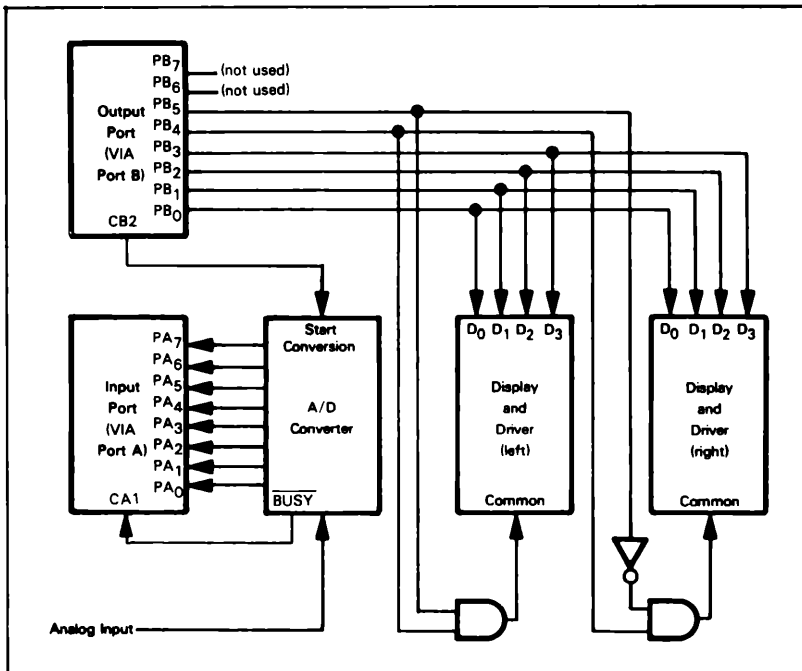 PB7
(not used)
PB6
(not used)
PB5
PB4
PB3
PB2
PB1
PB0
Output
Port
(VIA
Port B)
CB2
PA7
PA6
PA5
PA4
PA3
PA2
PA1
PA0
Input
Port
(VIA
Port A)
CA1
Start
Conversion
A/D
Converter
BUSY
Analog Input
D0 D1 D2 D3
Display
and
Driver
(left)
Common
D0 D1 D2 D3
Display
and
Driver
(right)
Common